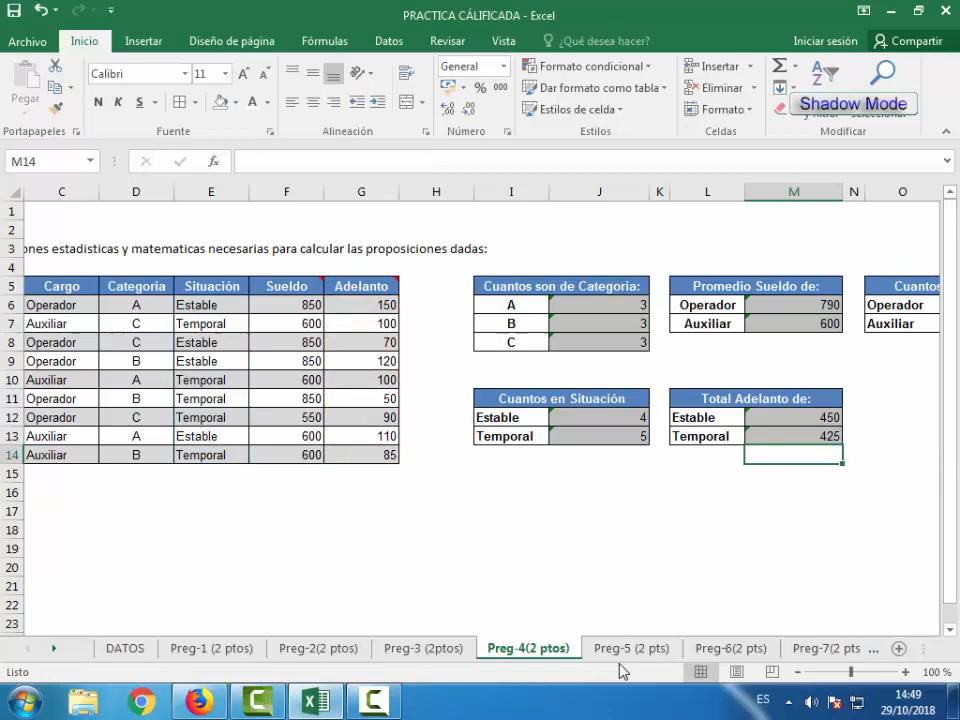 PRACTICA CÁLIFICADA - Excel
Archivo Inicio Insertar Diseño de página Fórmulas Datos Revisar Vista ¿Qué desea hacer? Iniciar sesión Compartir
Pegar Calibri 11 General Formato condicional Insertar
N K S % 000 Dar formato como tabla Eliminar Shadow Mode
Estilos de celda Formato
Portapapeles Fuente Alineación Número Estilos Celdas Modificar
M14 fx
C D E F G H I J K L M N O
1
2
3 ones estadisticas y matematicas necesarias para calcular las proposiciones dadas:
4
5 Cargo Categoria Situación Sueldo Adelanto Cuantos son de Categoria: Promedio Sueldo de: Cuantos
6 Operador A Estable 850 150 A 3 Operador 790 Operador
7 Auxiliar C Temporal 600 100 B 3 Auxiliar 600 Auxiliar
8 Operador C Estable 850 70 C 3
9 Operador B Estable 850 120
10 Auxiliar A Temporal 600 100
11 Operador B Temporal 850 50 Cuantos en Situación Total Adelanto de:
12 Operador C Temporal 550 90 Estable 4 Estable 450
13 Auxiliar A Estable 600 110 Temporal 5 Temporal 425
14 Auxiliar B Temporal 600 85
15
16
17
18
19
20
21
22
23
DATOS Preg-1 (2 ptos) Preg-2(2 ptos) Preg-3 (2ptos) Preg-4(2 ptos) Preg-5 (2 pts) Preg-6(2 pts) Preg-7(2 pts ...
Listo 100 %
ES 14:49
29/10/2018